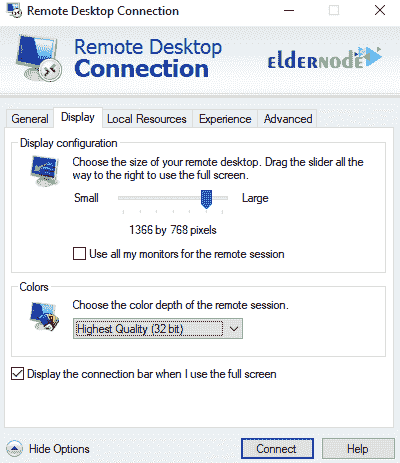 Remote Desktop Connection
Remote Desktop
Connection
eldernode
General Display Local Resources Experience Advanced
Display configuration
Choose the size of your remote desktop. Drag the slider all the
way to the right to use the full screen.
Small Large
1366 by 768 pixels
Use all my monitors for the remote session
Colors
Choose the color depth of the remote session.
Highest Quality (32 bit)
Display the connection bar when I use the full screen
Hide Options Connect Help